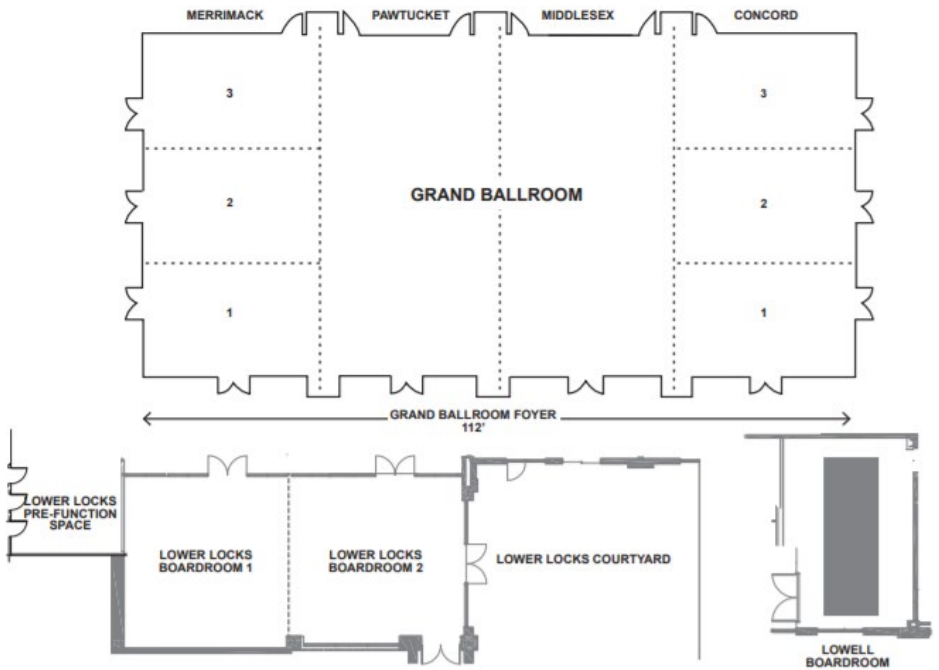 MERRIMACK
PAWTUCKET
MIDDLESEX
CONCORD
3
3
2
GRAND BALLROOM
2
1
1
GRAND BALLROOM FOYER
112'
LOWER LOCKS
PRE-FUNCTION
SPACE
LOWER LOCKS
BOARDROOM 1
LOWER LOCKS
BOARDROOM 2
LOWER LOCKS COURTYARD
LOWELL
BOARDROOM